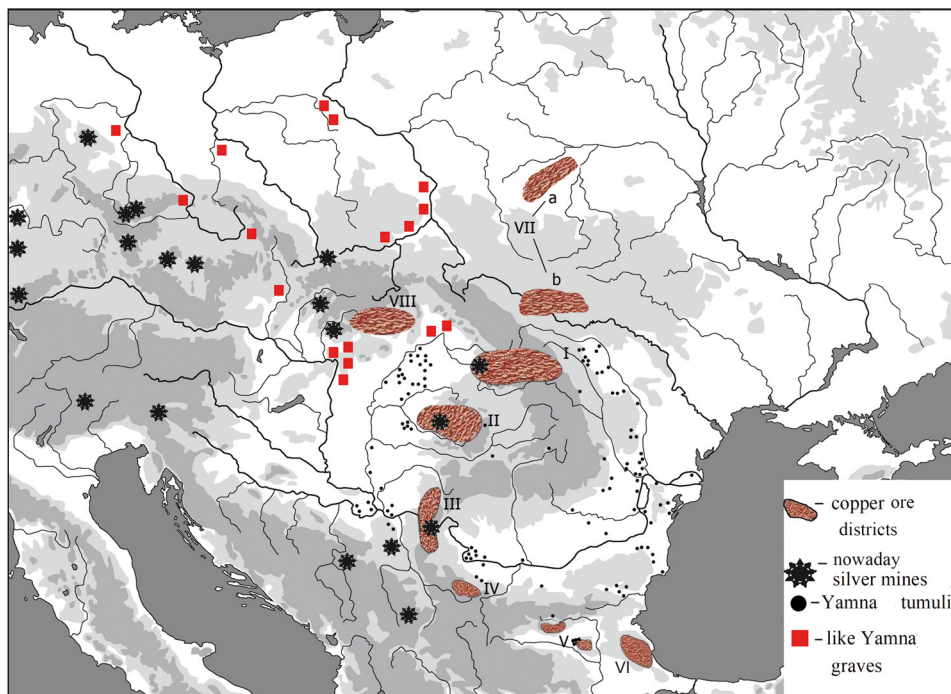 a
VII
b
VIII
I
II
III
IV
V
VI
– copper ore
districts
– nowaday
silver mines
–Yamna tumuli
– like Yamna
graves